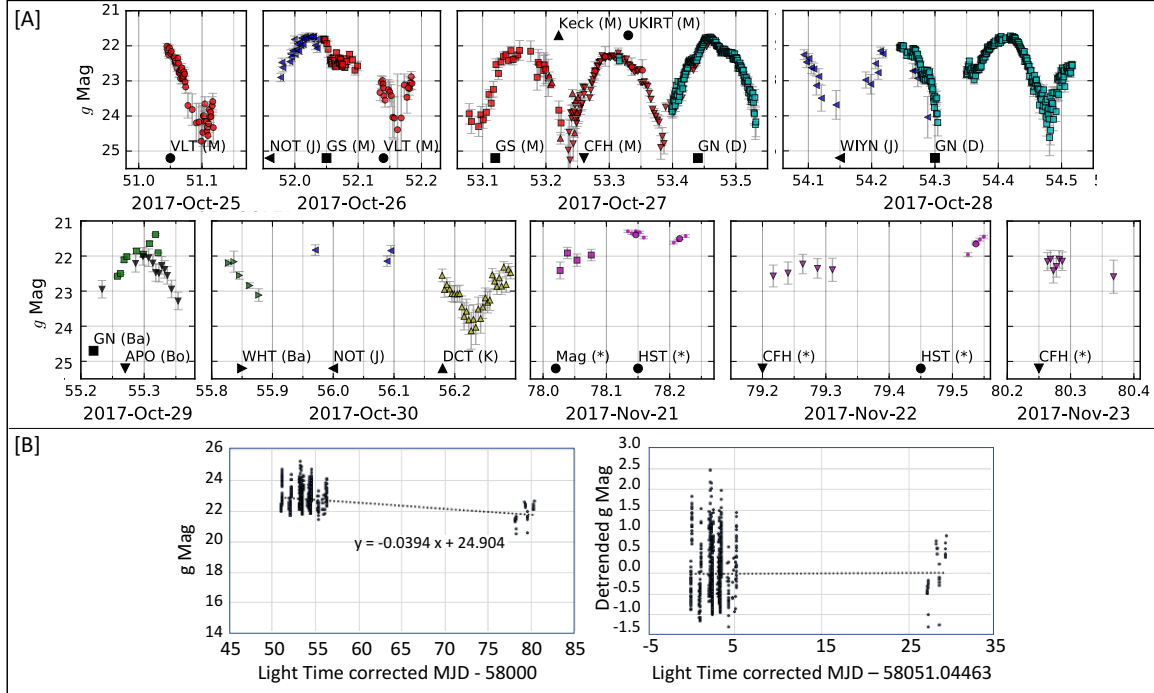 [A]
Keck (M) UKIRT (M)
g Mag
21
22
23
24
25
VLT (M)
NOT (J) GS (M) VLT (M)
GS (M) CFH (M) GN (D)
WIYN (J) GN (D)
51.0 51.1
52.0 52.1 52.2
53.1 53.2 53.3 53.4 53.5
54.1 54.2 54.3 54.4 54.5
2017-Oct-25
2017-Oct-26
2017-Oct-27
2017-Oct-28
g Mag
21
22
23
24
25
GN (Ba)
APO (Bo)
WHT (Ba) NOT (J) DCT (K)
Mag (*) HST (*)
CFH (*) HST (*)
CFH (*)
55.2 55.3
55.8 55.9 56.0 56.1 56.2
78.0 78.1 78.2
79.2 79.3 79.4 79.5
80.2 80.3 80.4
2017-Oct-29
2017-Oct-30
2017-Nov-21
2017-Nov-22
2017-Nov-23
[B]
g Mag
26
24
22
20
18
16
14
y = -0.0394 x + 24.904
45 50 55 60 65 70 75 80 85
Light Time corrected MJD - 58000
Detrended g Mag
3.0
2.5
2.0
1.5
1.0
0.5
0.0
-0.5
-1.0
-1.5
-5 5 15 25 35
Light Time corrected MJD – 58051.04463